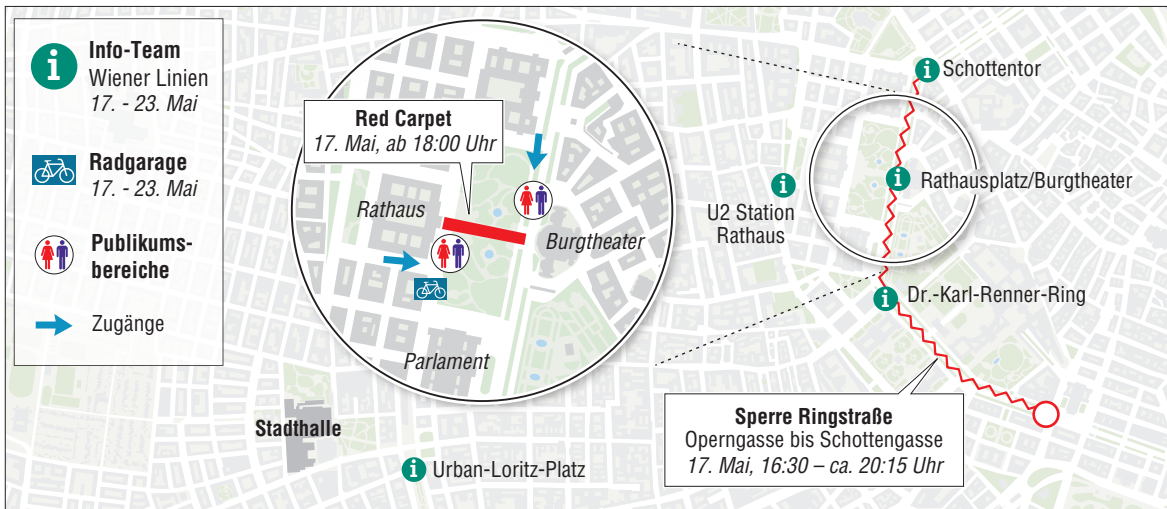 Info-Team
Wiener Linien
17. - 23. Mai
Radgarage
17. - 23. Mai
Publikums-
bereiche
Zugänge
Red Carpet
17. Mai, ab 18:00 Uhr
Rathaus
Burgtheater
Parlament
Stadthalle
Urban-Loritz-Platz
Schottentor
Rathausplatz/Burgtheater
U2 Station
Rathaus
Dr.-Karl-Renner-Ring
Sperre Ringstraße
Operngasse bis Schottengasse
17. Mai, 16:30 – ca. 20:15 Uhr